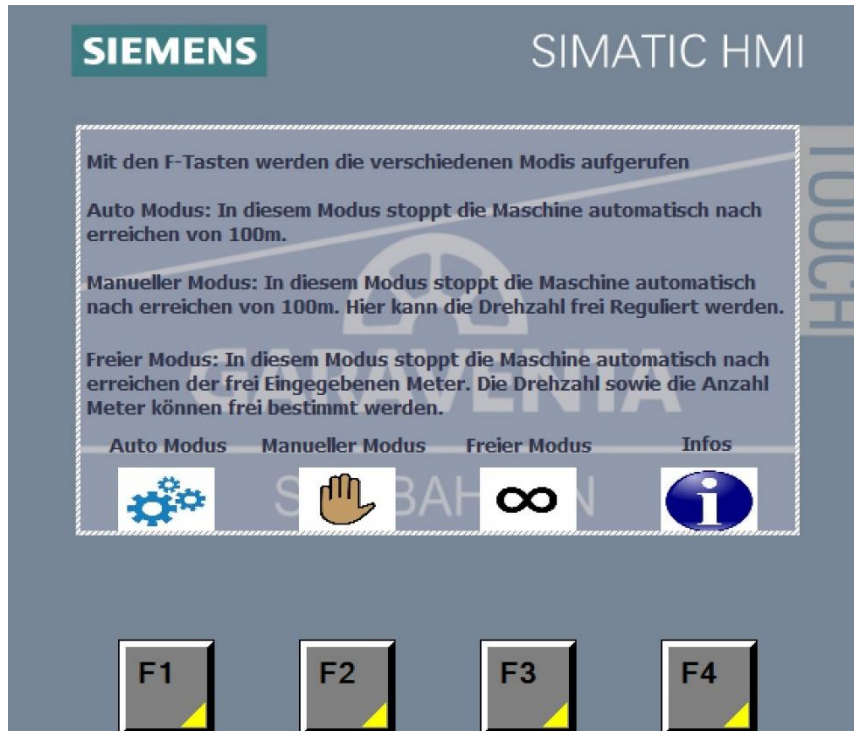 SIEMENS
SIMATIC HMI
TOUCH
Mit den F-Tasten werden die verschiedenen Modis aufgerufen
Auto Modus: In diesem Modus stoppt die Maschine automatisch nach
erreichen von 100m.
Manueller Modus: In diesem Modus stoppt die Maschine automatisch
nach erreichen von 100m. Hier kann die Drehzahl frei Reguliert werden.
Freier Modus: In diesem Modus stoppt die Maschine automatisch nach
erreichen der frei Eingegebenen Meter. Die Drehzahl sowie die Anzahl
Meter können frei bestimmt werden.
GARAVENTA
Auto Modus Manueller Modus Freier Modus Infos
F1 F2 F3 F4